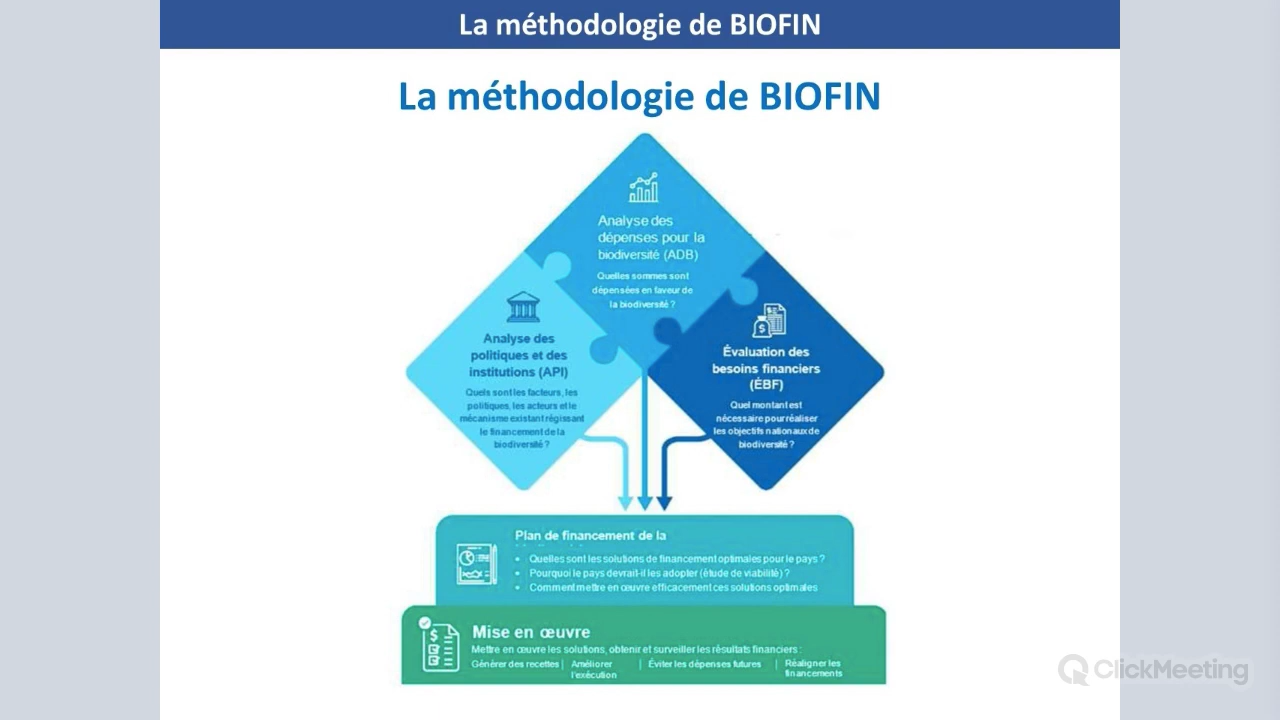 La méthodologie de BIOFIN
La méthodologie de BIOFIN
Analyse des
dépenses pour la
biodiversité (ADB)
Quelles sommes sont
dépensées en faveur de
la biodiversité ?
Analyse des
politiques et des
institutions (API)
Quels sont les facteurs, les
politiques, les acteurs et le
mécanisme existant régissant
le financement de la
biodiversité ?
Évaluation des
besoins financiers
(ÉBF)
Quel montant est
nécessaire pour réaliser
les objectifs nationaux de
biodiversité ?
Plan de financement de la
• Quelles sont les solutions de financement optimales pour le pays ?
• Pourquoi le pays devrait-il les adopter (étude de viabilité) ?
• Comment mettre en œuvre efficacement ces solutions optimales
Mise en œuvre
Mettre en œuvre les solutions, obtenir et surveiller les résultats financiers :
Générer des recettes | Améliorer | Éviter les dépenses futures | Réaligner les
l'exécution financements
ClickMeeting